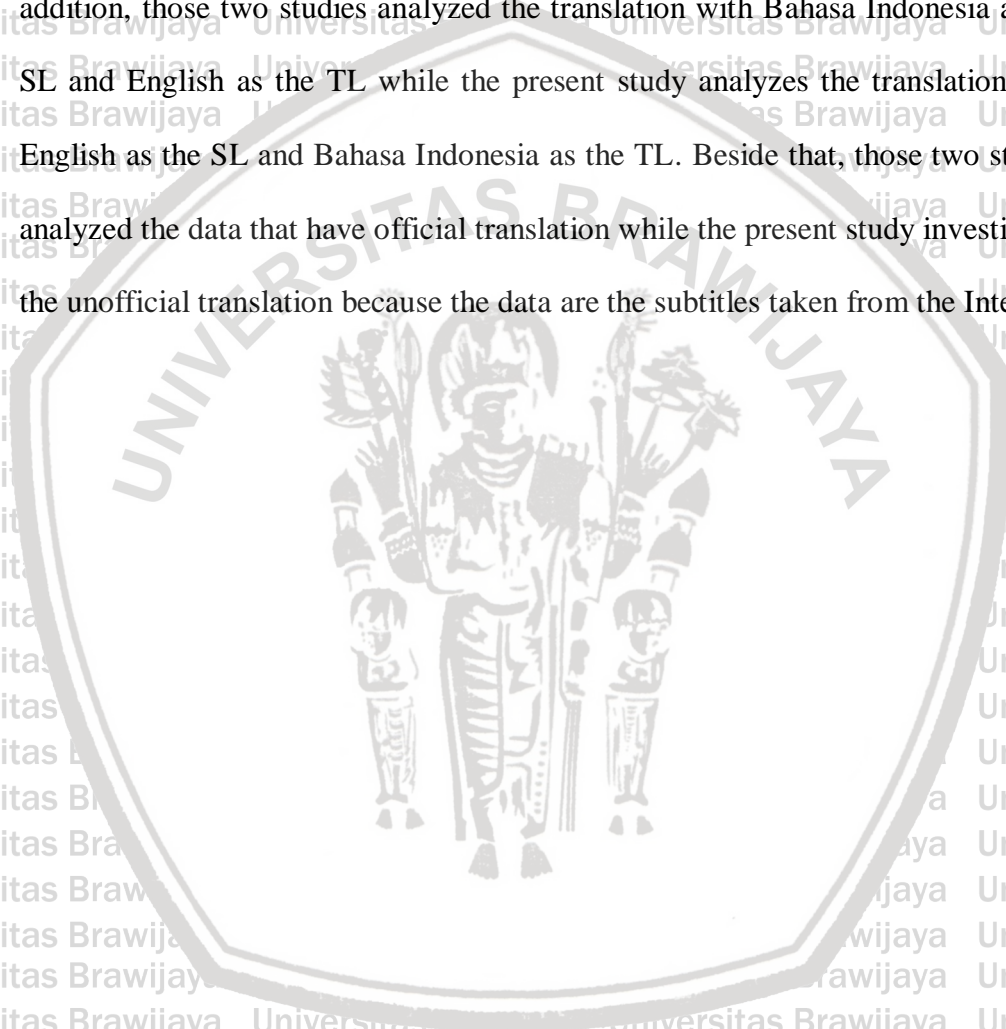 addition, those two studies analyzed the translation with Bahasa Indonesia a
SL and English as the TL while the present study analyzes the translation
English as the SL and Bahasa Indonesia as the TL. Beside that, those two st
analyzed the data that have official translation while the present study investi
the unofficial translation because the data are the subtitles taken from the Inte
UNIVERSITAS BRAWIJAYA